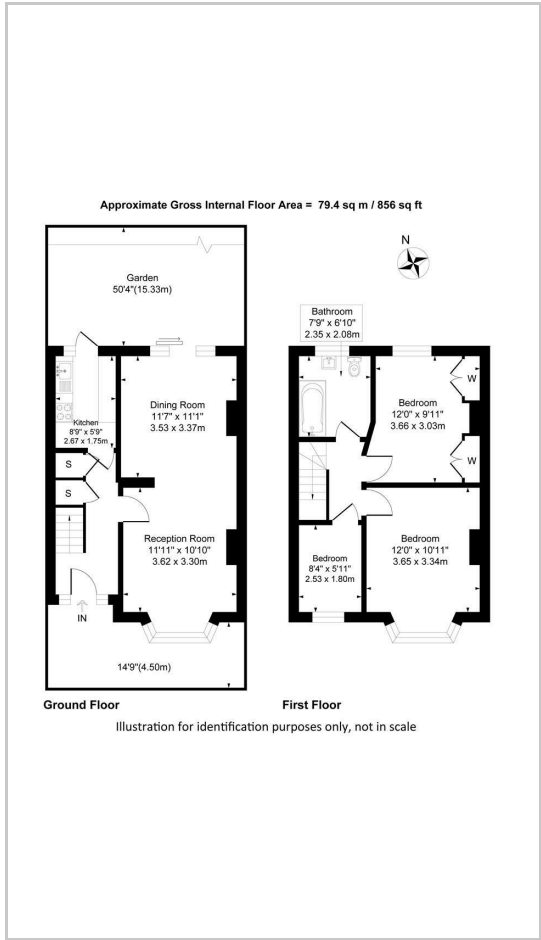 Approximate Gross Internal Floor Area = 79.4 sq m / 856 sq ft
N
Garden
50'4"(15.33m)
Bathroom
7'9" x 6'10"
2.35 x 2.08m
Kitchen
8'9" x 5'9"
2.67 x 1.75m
Dining Room
11'7" x 11'1"
3.53 x 3.37m
Bedroom
12'0" x 9'11"
3.66 x 3.03m
W
W
S
S
Reception Room
11'11" x 10'10"
3.62 x 3.30m
Bedroom
12'0" x 10'11"
3.65 x 3.34m
Bedroom
8'4" x 5'11"
2.53 x 1.80m
IN
14'9"(4.50m)
Ground Floor
First Floor
Illustration for identification purposes only, not in scale